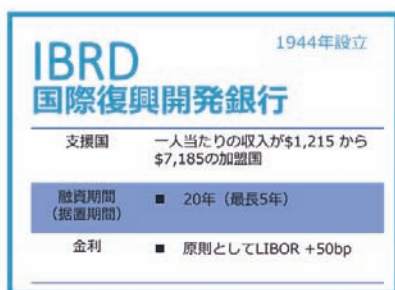 1944年設立
IBRD
国際復興開発銀行
支援国 一人当たりの収入が$1,215 から
$7,185の加盟国
融資期間 ■ 20年（最長5年）
（据置期間）
金利 ■ 原則としてLIBOR +50bp